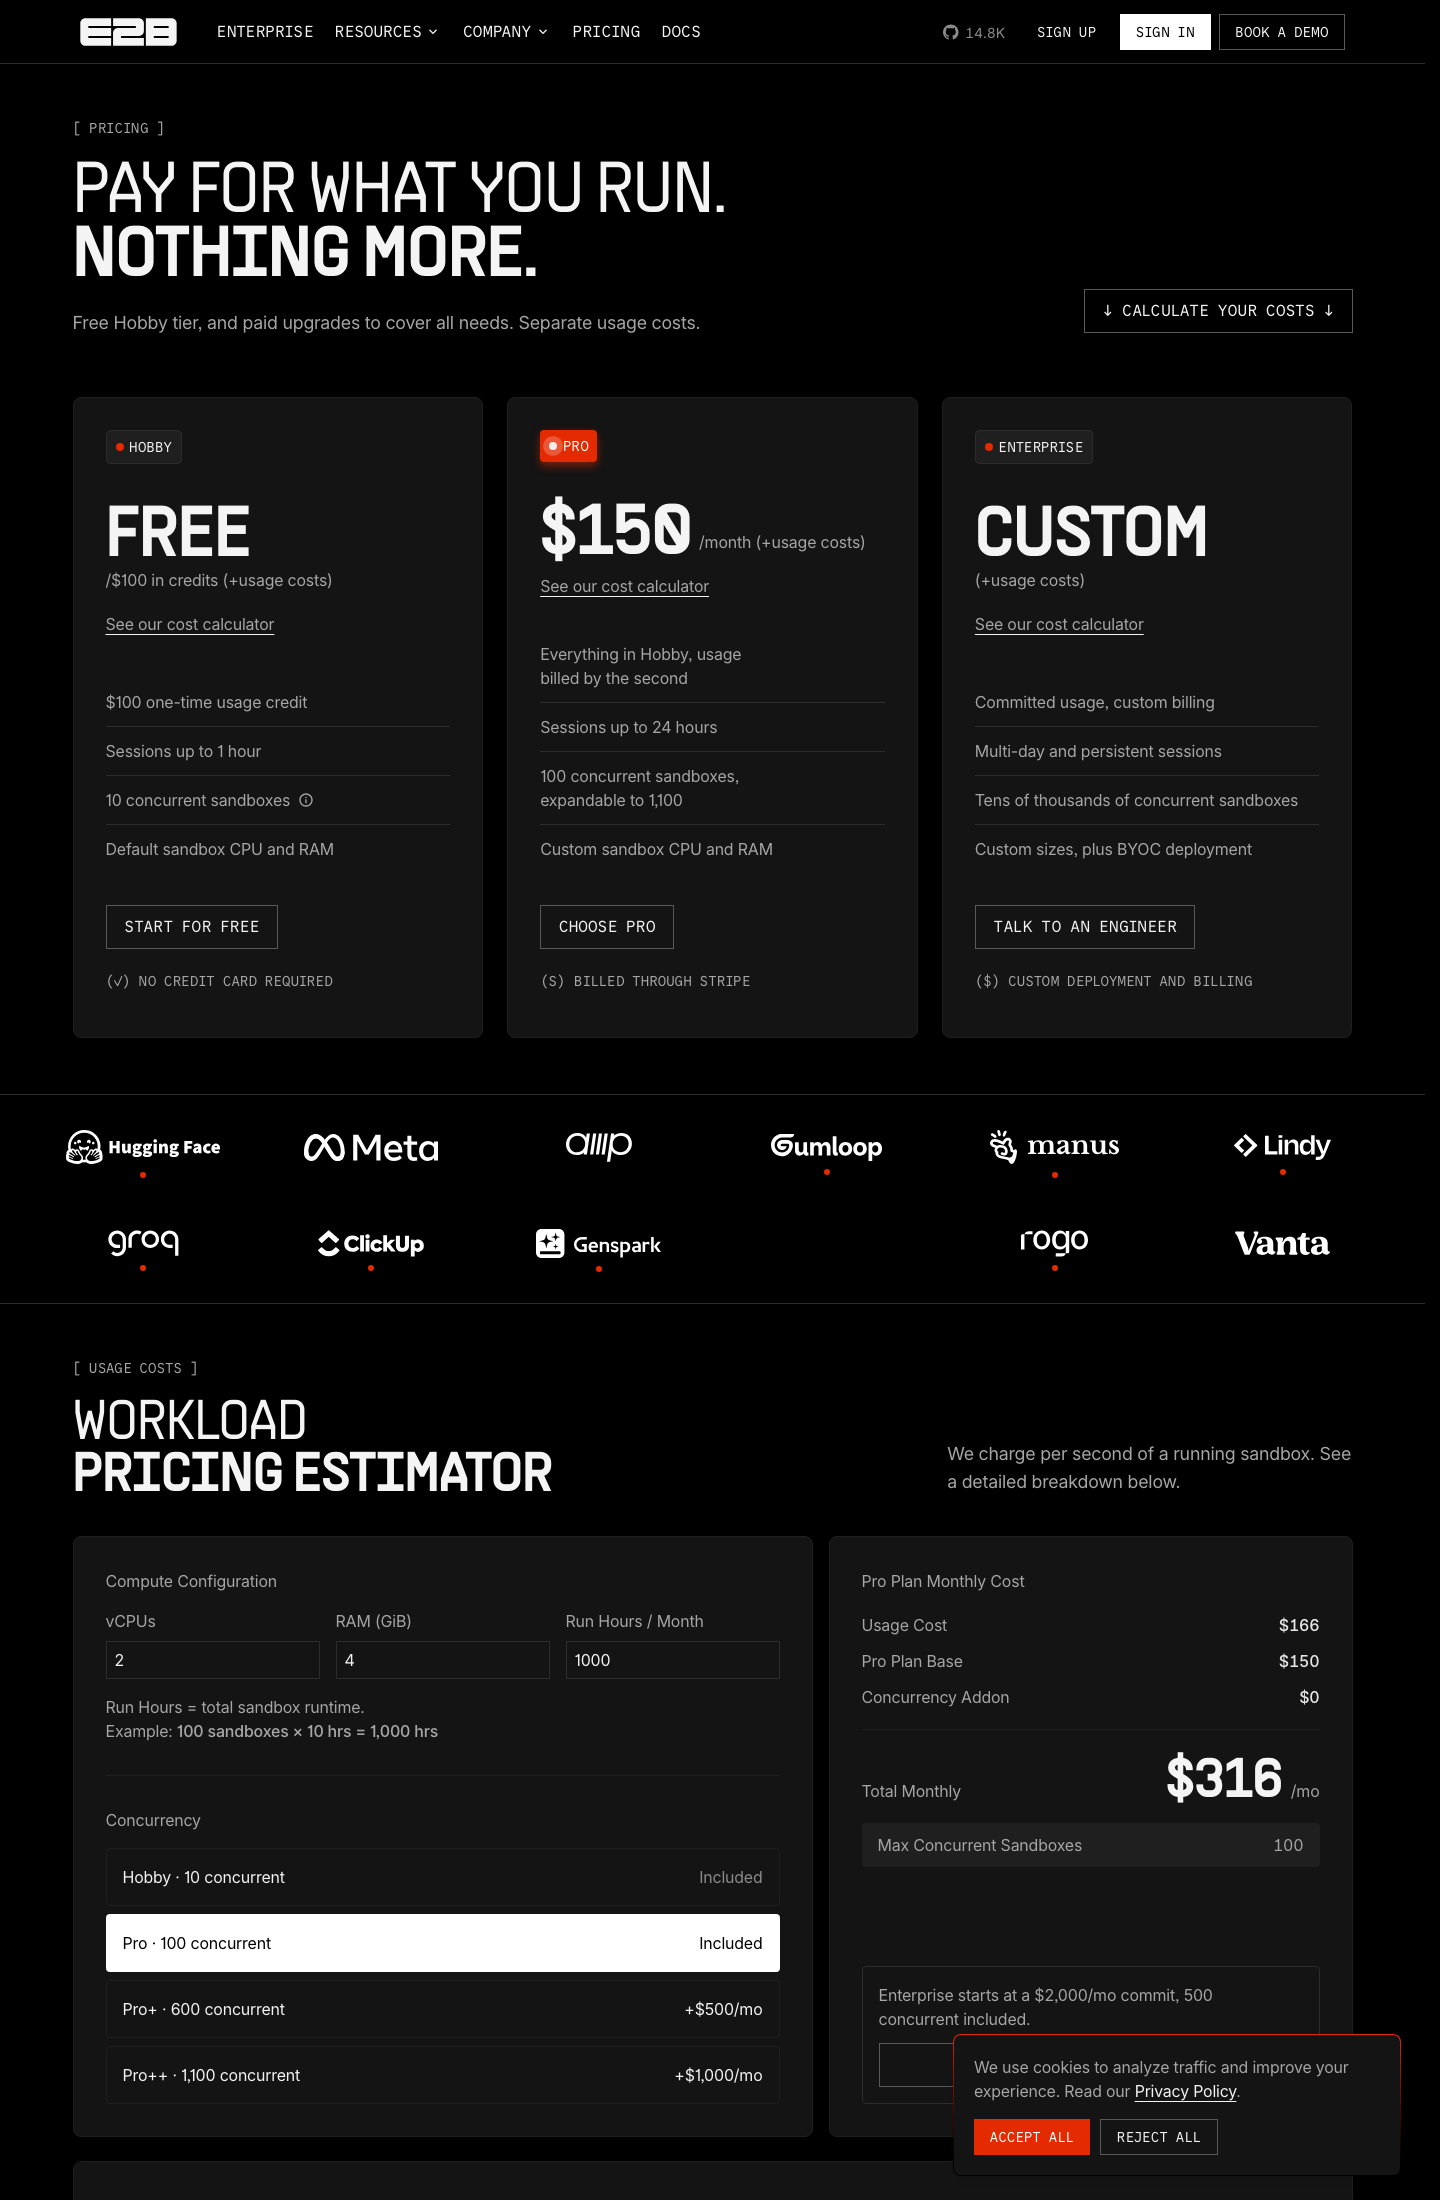 E2B
ENTERPRISE
RESOURCES
COMPANY
PRICING
DOCS
14.8K
SIGN UP
SIGN IN
BOOK A DEMO
[ PRICING ]
PAY FOR WHAT YOU RUN.
NOTHING MORE.
Free Hobby tier, and paid upgrades to cover all needs. Separate usage costs.
↓ CALCULATE YOUR COSTS ↓
HOBBY
FREE
/$100 in credits (+usage costs)
See our cost calculator
$100 one-time usage credit
Sessions up to 1 hour
10 concurrent sandboxes
Default sandbox CPU and RAM
START FOR FREE
(✓) NO CREDIT CARD REQUIRED
PRO
$150 /month (+usage costs)
See our cost calculator
Everything in Hobby, usage
billed by the second
Sessions up to 24 hours
100 concurrent sandboxes,
expandable to 1,100
Custom sandbox CPU and RAM
CHOOSE PRO
(S) BILLED THROUGH STRIPE
ENTERPRISE
CUSTOM
(+usage costs)
See our cost calculator
Committed usage, custom billing
Multi-day and persistent sessions
Tens of thousands of concurrent sandboxes
Custom sizes, plus BYOC deployment
TALK TO AN ENGINEER
($) CUSTOM DEPLOYMENT AND BILLING
Hugging Face
Meta
amp
Gumloop
manus
Lindy
groq
ClickUp
Genspark
rogo
Vanta
[ USAGE COSTS ]
WORKLOAD
PRICING ESTIMATOR
We charge per second of a running sandbox. See
a detailed breakdown below.
Compute Configuration
vCPUs
RAM (GiB)
Run Hours / Month
2
4
1000
Run Hours = total sandbox runtime.
Example: 100 sandboxes × 10 hrs = 1,000 hrs
Concurrency
Hobby · 10 concurrent
Included
Pro · 100 concurrent
Included
Pro+ · 600 concurrent
+$500/mo
Pro++ · 1,100 concurrent
+$1,000/mo
Pro Plan Monthly Cost
Usage Cost
$166
Pro Plan Base
$150
Concurrency Addon
$0
Total Monthly
$316 /mo
Max Concurrent Sandboxes
100
Enterprise starts at a $2,000/mo commit, 500
concurrent included.
We use cookies to analyze traffic and improve your
experience. Read our Privacy Policy.
ACCEPT ALL
REJECT ALL